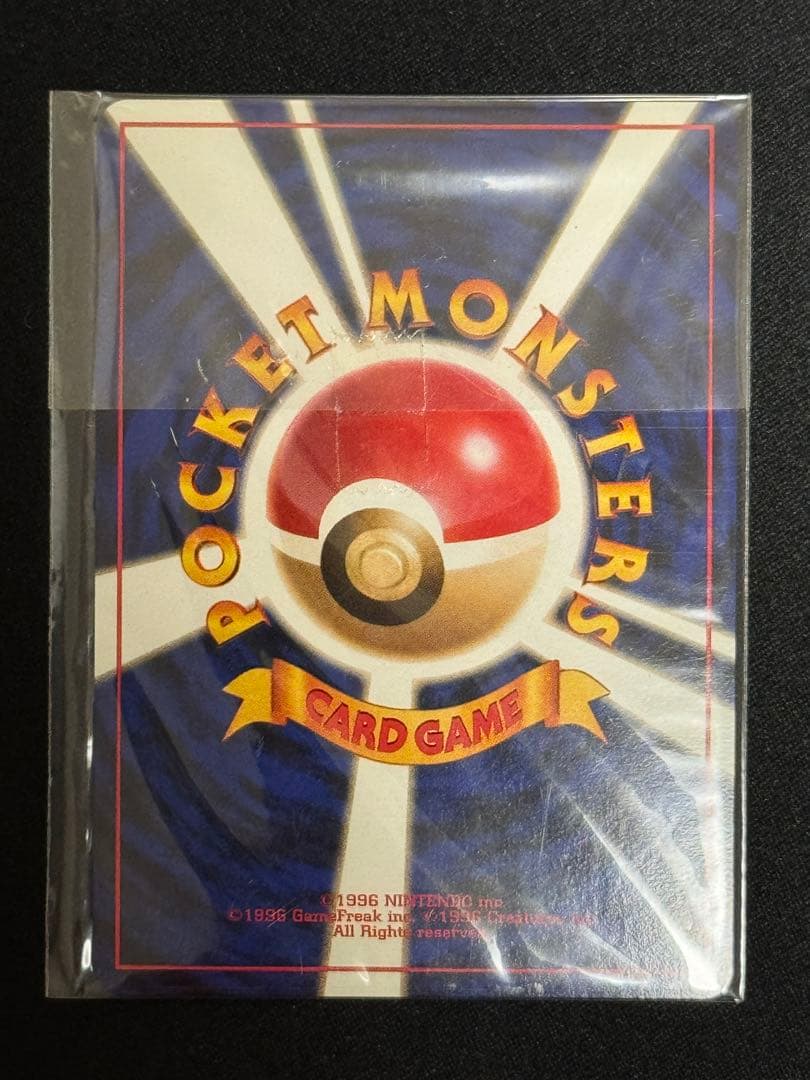 POCKET MONSTERS
CARD GAME
©1996 NINTENDO inc.
©1996 GameFreak inc. ©1996 Creatures inc.
All Rights reserved.